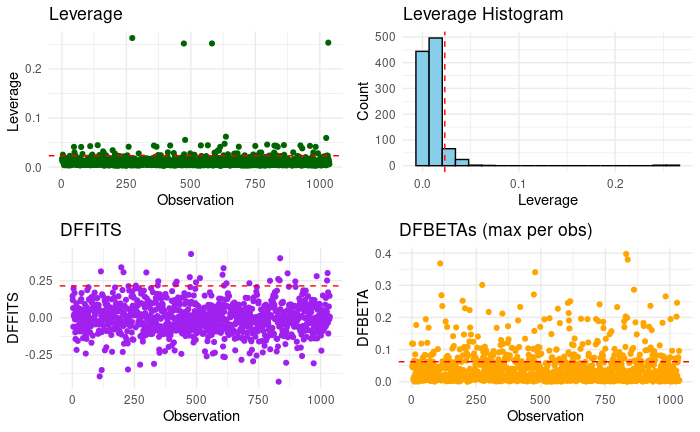 Leverage
Leverage
0.2
0.1
0.0
0 250 500 750 1000
Observation
Leverage Histogram
Count
500
400
300
200
100
0
0.0 0.1 0.2
Leverage
DFFITS
DFFITS
0.25
0.00
-0.25
0 250 500 750 1000
Observation
DFBETAs (max per obs)
DFBETA
0.4
0.3
0.2
0.1
0.0
0 250 500 750 1000
Observation